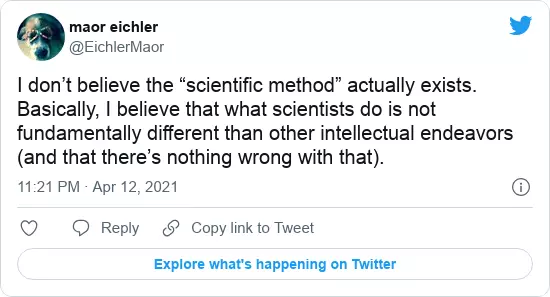 maor eichler
@EichlerMaor
I don’t believe the “scientific method” actually exists.
Basically, I believe that what scientists do is not
fundamentally different than other intellectual endeavors
(and that there’s nothing wrong with that).
11:21 PM · Apr 12, 2021
Reply Copy link to Tweet
Explore what's happening on Twitter